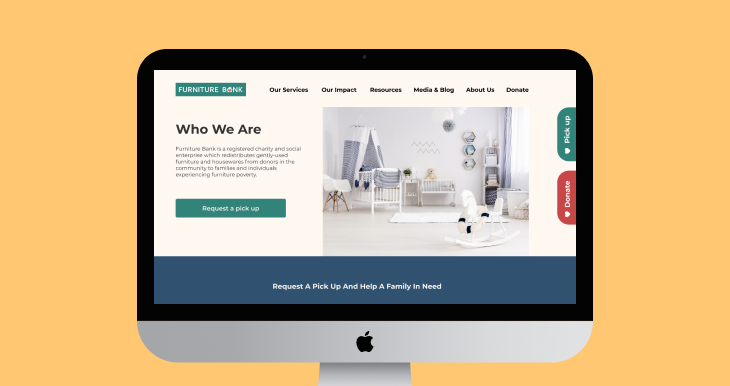 FURNITURE BANK
Our Services
Our Impact
Resources
Media & Blog
About Us
Donate
Who We Are
Furniture Bank is a registered charity and social
enterprise which redistributes gently-used
furniture and housewares from donors in the
community to families and individuals
experiencing furniture poverty.
Request a pick up
Pick up
Donate
Request A Pick Up And Help A Family In Need